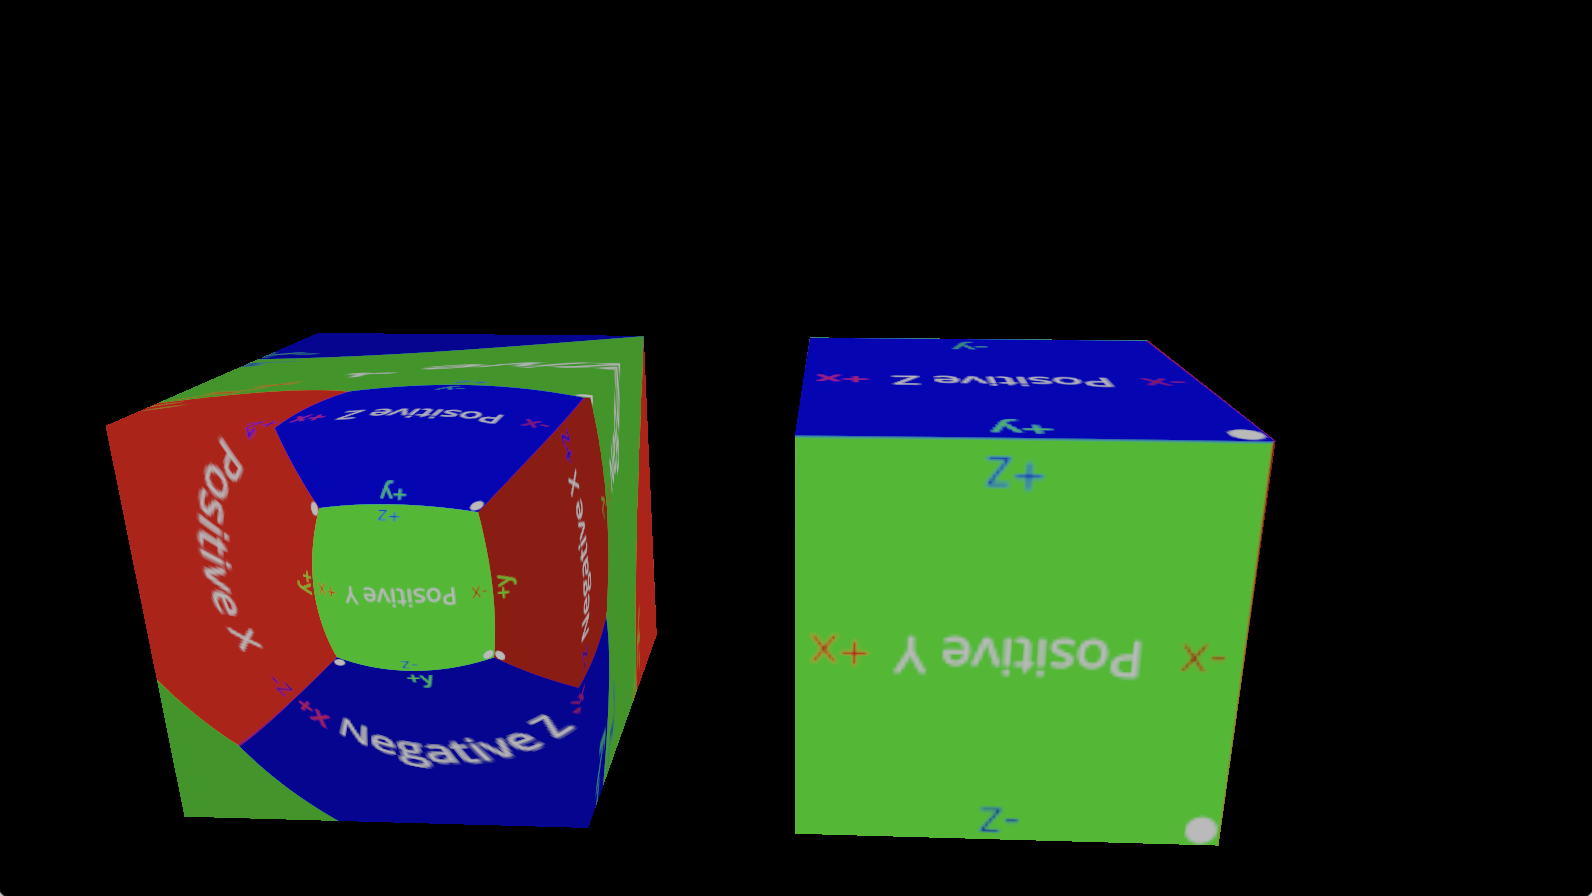 Positive X
Positive Z
-y
+x
-x
+y
Negative X
-z
+z
+y
+x
Positive Y
-x
+y
-z
+y
-z
+x
Negative Z
-y
+x
Positive Z
-x
+y
+z
+x
Positive Y
-x
-z